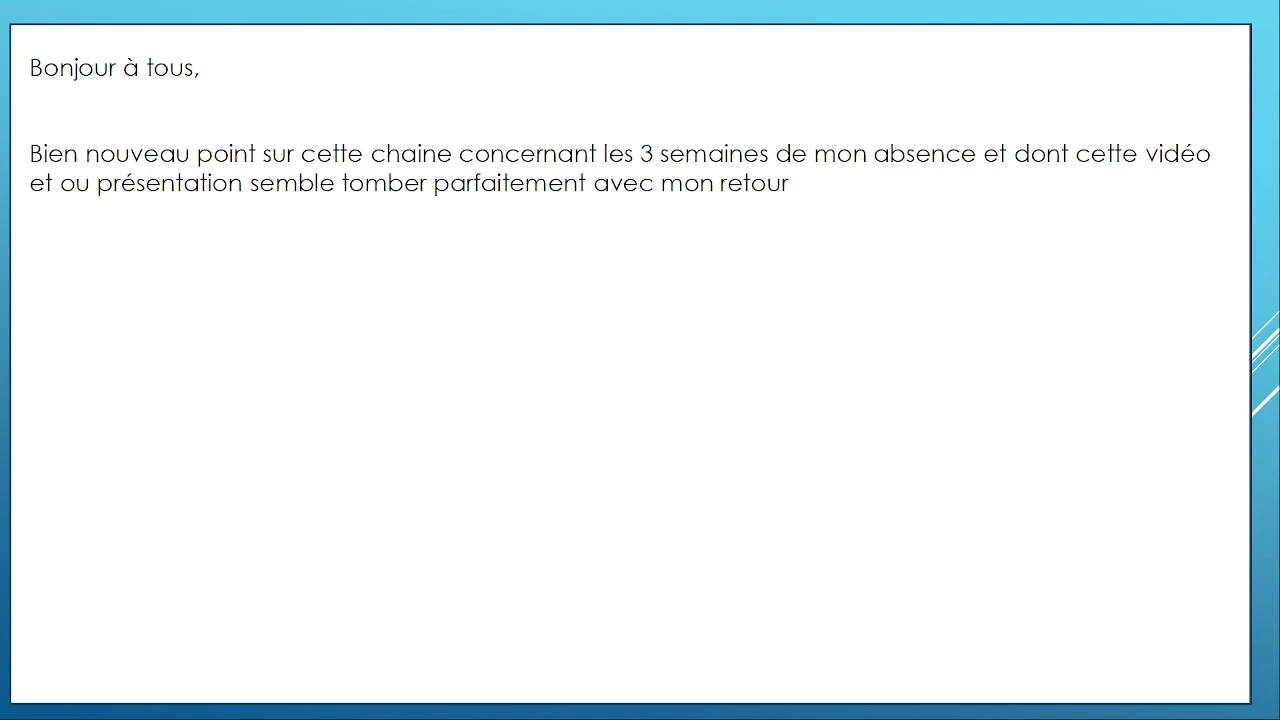 Bonjour à tous,
Bien nouveau point sur cette chaine concernant les 3 semaines de mon absence et dont cette vidéo
et ou présentation semble tomber parfaitement avec mon retour